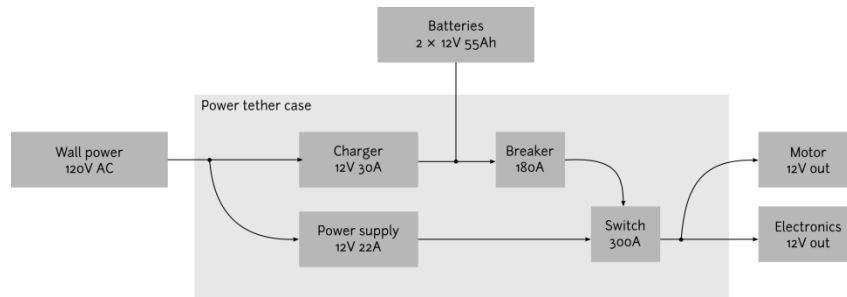 Batteries
2 × 12V 55Ah
Power tether case
Wall power
120V AC
Charger
12V 30A
Breaker
180A
Motor
12V out
Power supply
12V 22A
Switch
300A
Electronics
12V out